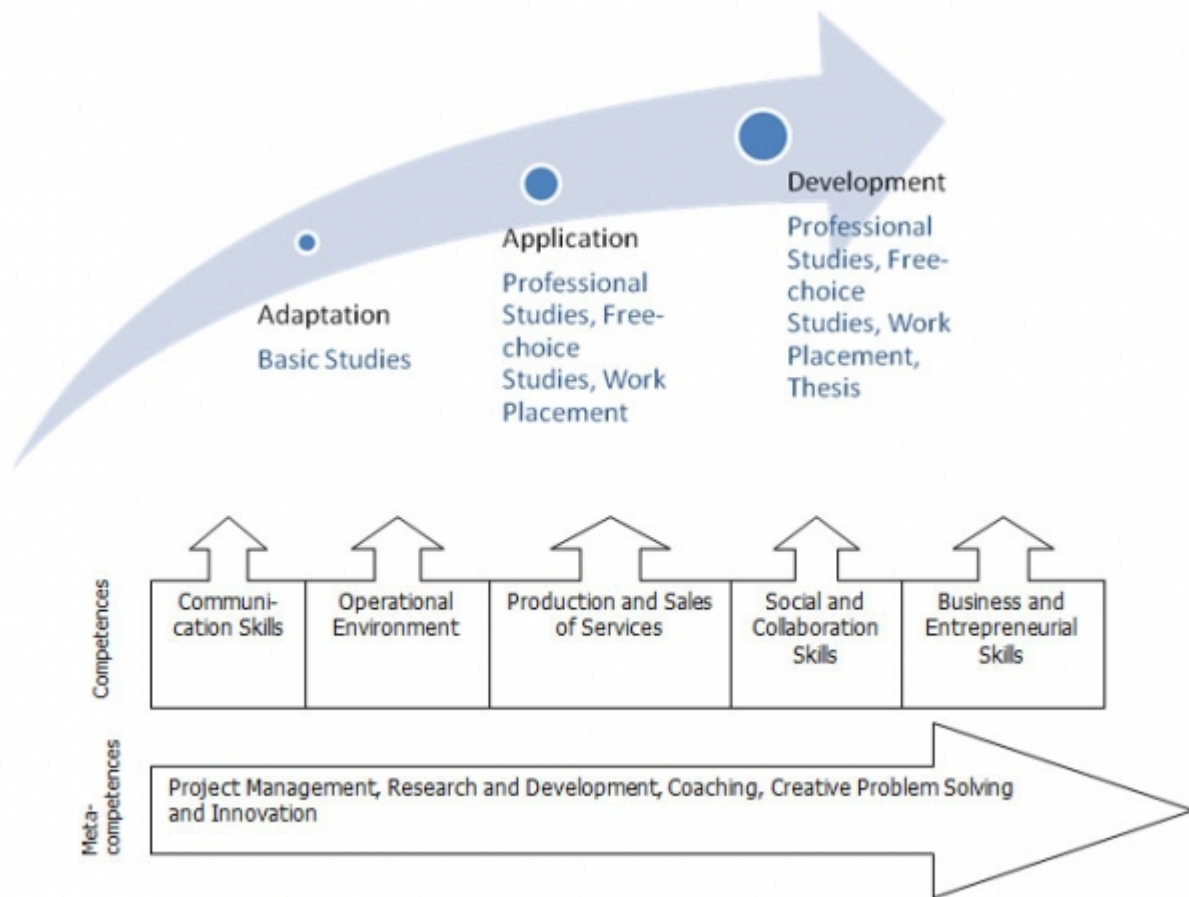 Adaptation
Basic Studies
Application
Professional
Studies, Free-
choice
Studies, Work
Placement
Development
Professional
Studies, Free-
choice
Studies, Work
Placement,
Thesis
Competences
Communi-
cation Skills
Operational
Environment
Production and Sales
of Services
Social and
Collaboration
Skills
Business and
Entrepreneurial
Skills
Meta-
competences
Project Management, Research and Development, Coaching, Creative Problem Solving
and Innovation